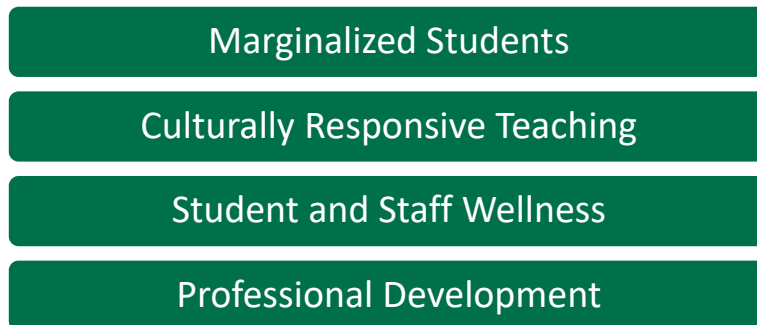 Marginalized Students
Culturally Responsive Teaching
Student and Staff Wellness
Professional Development